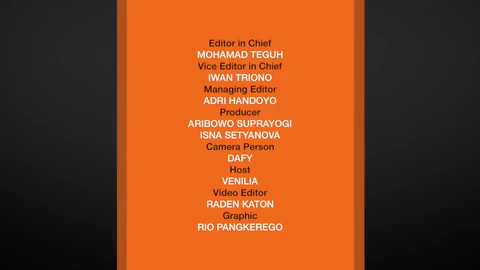 Editor in Chief
MOHAMAD TEGUH
Vice Editor in Chief
IWAN TRIONO
Managing Editor
ADRI HANDOYO
Producer
ARIBOWO SUPRAYOGI
ISNA SETYANOVA
Camera Person
DAFY
Host
VENILIA
Video Editor
RADEN KATON
Graphic
RIO PANGKEREGO